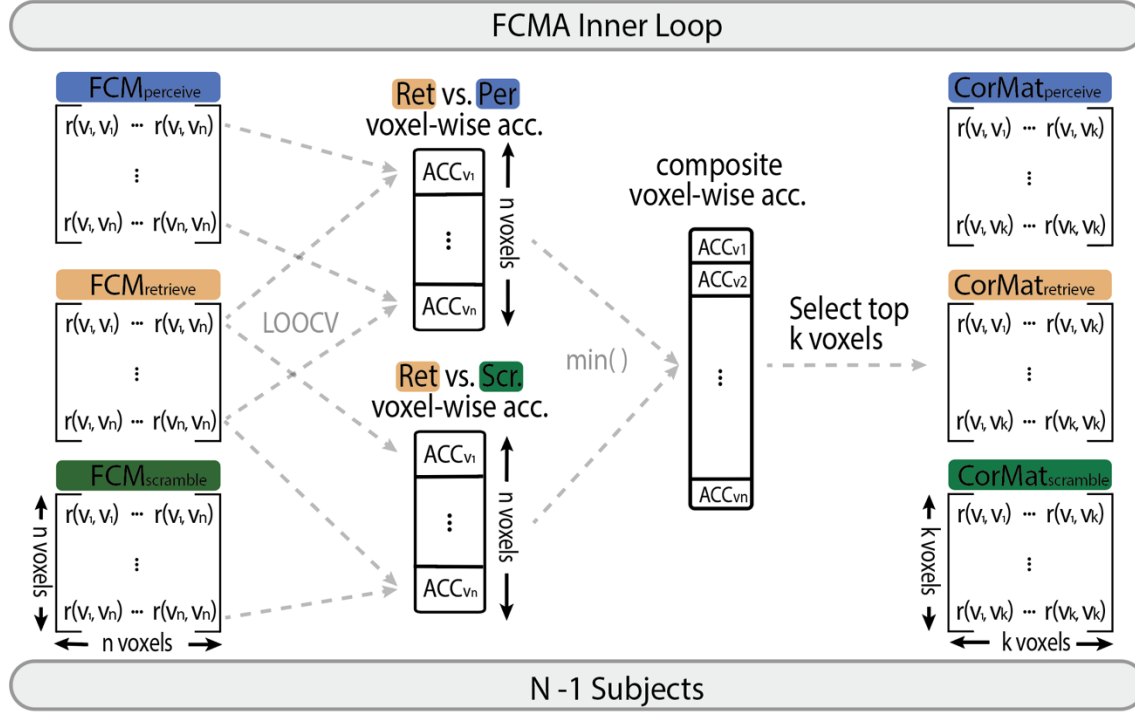 FCMA Inner Loop
FCMperceive
r(v₁, v₁) ··· r(v₁, vₙ)
⋮
r(v₁, vₙ) ··· r(vₙ, vₙ)
FCMretrieve
r(v₁, v₁) ··· r(v₁, vₙ)
⋮
r(v₁, vₙ) ··· r(vₙ, vₙ)
FCMscramble
r(v₁, v₁) ··· r(v₁, vₙ)
⋮
r(v₁, vₙ) ··· r(vₙ, vₙ)
n voxels
n voxels
LOOCV
Ret vs. Per
voxel-wise acc.
ACCv₁
⋮
ACCvₙ
n voxels
Ret vs. Scr.
voxel-wise acc.
ACCv₁
⋮
ACCvₙ
n voxels
min( )
composite
voxel-wise acc.
ACCv1
ACCv2
⋮
ACCvn
Select top
k voxels
CorMatperceive
r(v₁, v₁) ··· r(v₁, vₖ)
⋮
r(v₁, vₖ) ··· r(vₖ, vₖ)
CorMatretrieve
r(v₁, v₁) ··· r(v₁, vₖ)
⋮
r(v₁, vₖ) ··· r(vₖ, vₖ)
CorMatscramble
r(v₁, v₁) ··· r(v₁, vₖ)
⋮
r(v₁, vₖ) ··· r(vₖ, vₖ)
k voxels
k voxels
N -1 Subjects